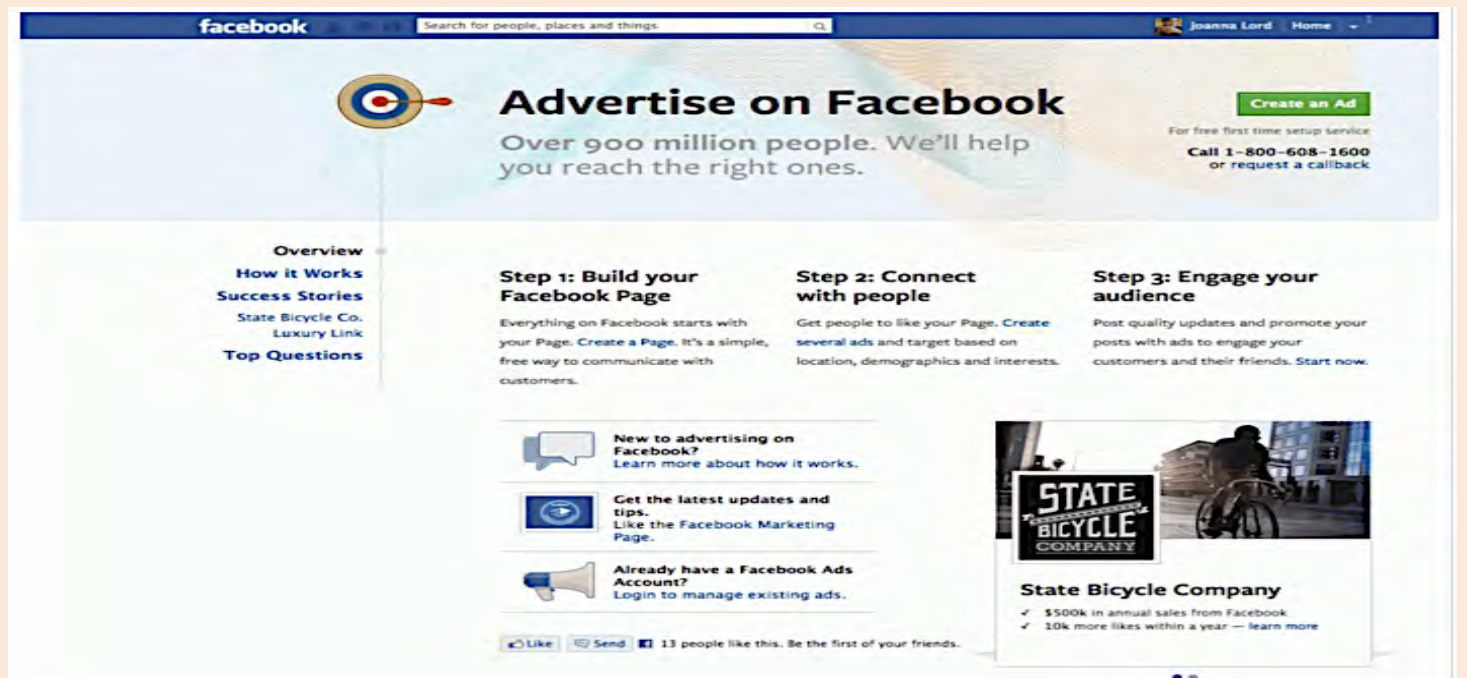 facebook
Search for people, places and things
Joanna Lord Home
Advertise on Facebook
Over 900 million people. We'll help
you reach the right ones.
Create an Ad
For free first time setup service
Call 1-800-608-1600
or request a callback
Overview
How it Works
Success Stories
State Bicycle Co.
Luxury Link
Top Questions
Step 1: Build your
Facebook Page
Everything on Facebook starts with
your Page. Create a Page. It's a simple,
free way to communicate with
customers.
Step 2: Connect
with people
Get people to like your Page. Create
several ads and target based on
location, demographics and interests.
Step 3: Engage your
audience
Post quality updates and promote your
posts with ads to engage your
customers and their friends. Start now.
New to advertising on
Facebook?
Learn more about how it works.
Get the latest updates and
tips.
Like the Facebook Marketing
Page.
Already have a Facebook Ads
Account?
Login to manage existing ads.
Like Send 13 people like this. Be the first of your friends.
STATE
BICYCLE
COMPANY
State Bicycle Company
✓ $500k in annual sales from Facebook
✓ 10k more likes within a year — learn more